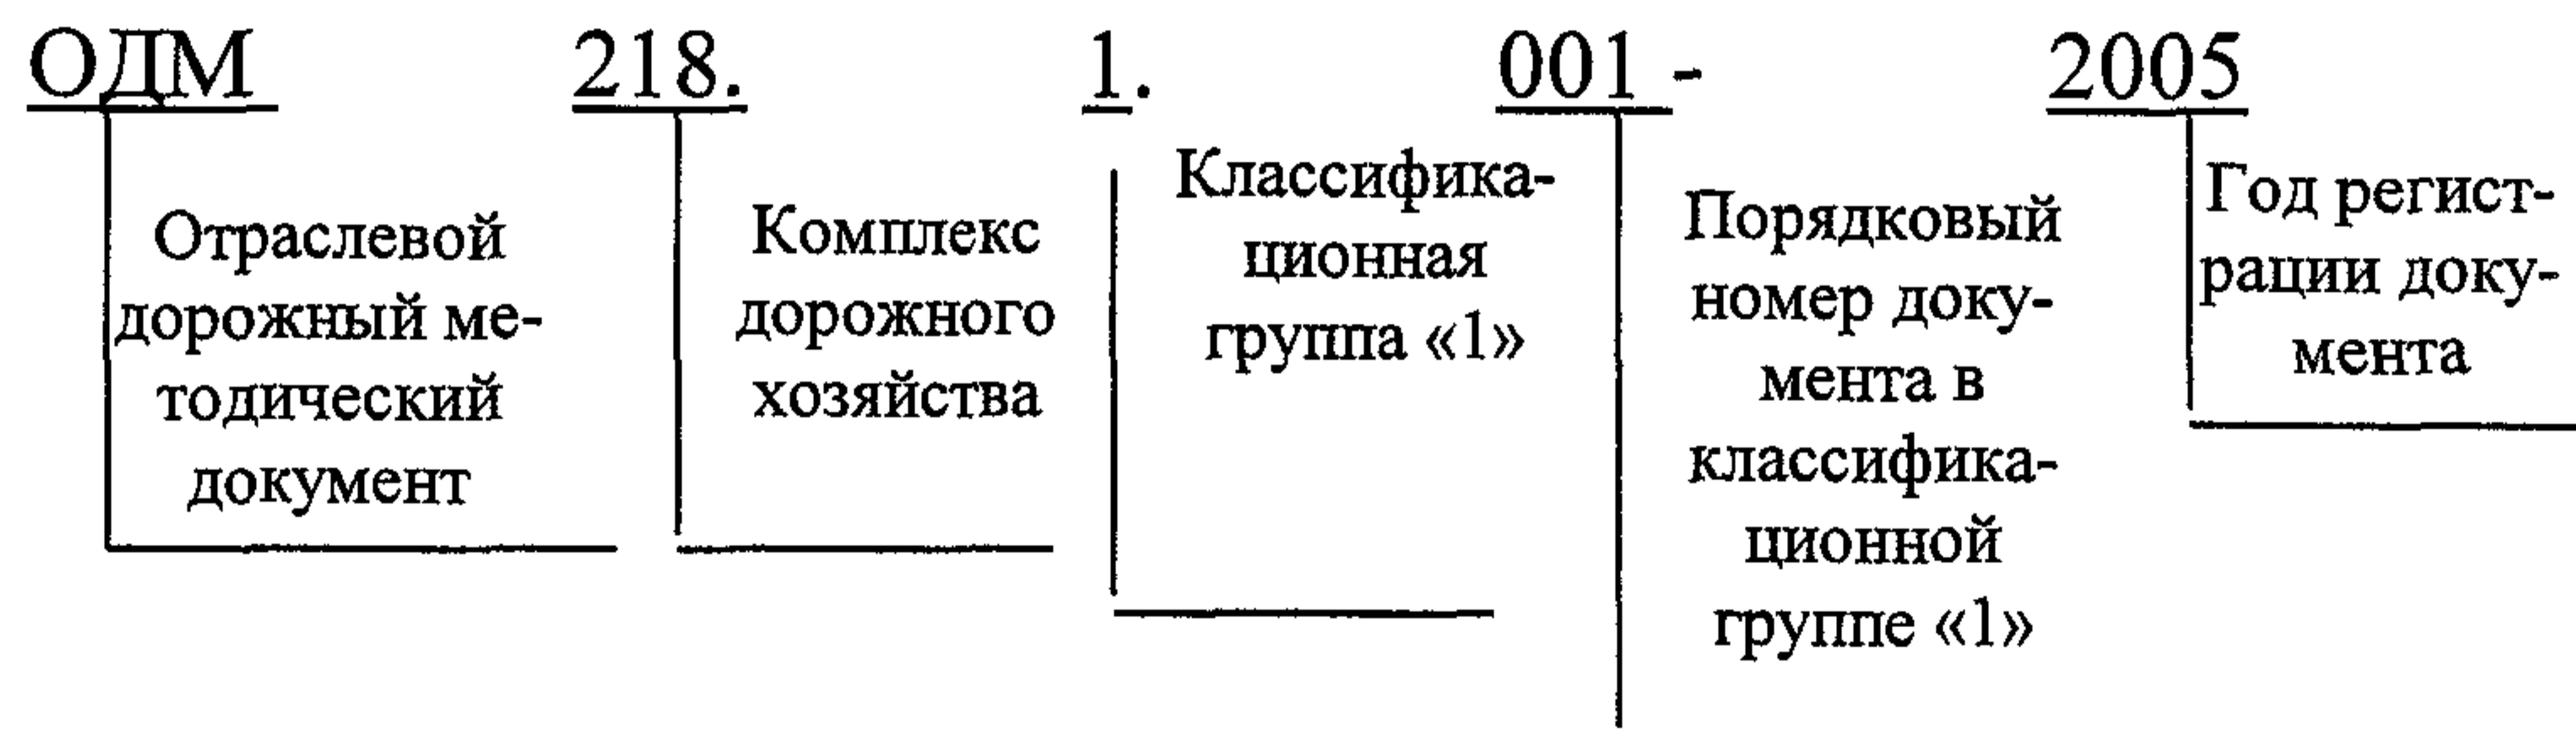 ОДМ 218. 1. 001 - 2005
Отраслевой
дорожный ме-
тодический
документ
Комплекс
дорожного
хозяйства
Классифика-
ционная
группа «1»
Порядковый
номер доку-
мента в
классифика-
ционной
группе «1»
Год регист-
рации доку-
мента